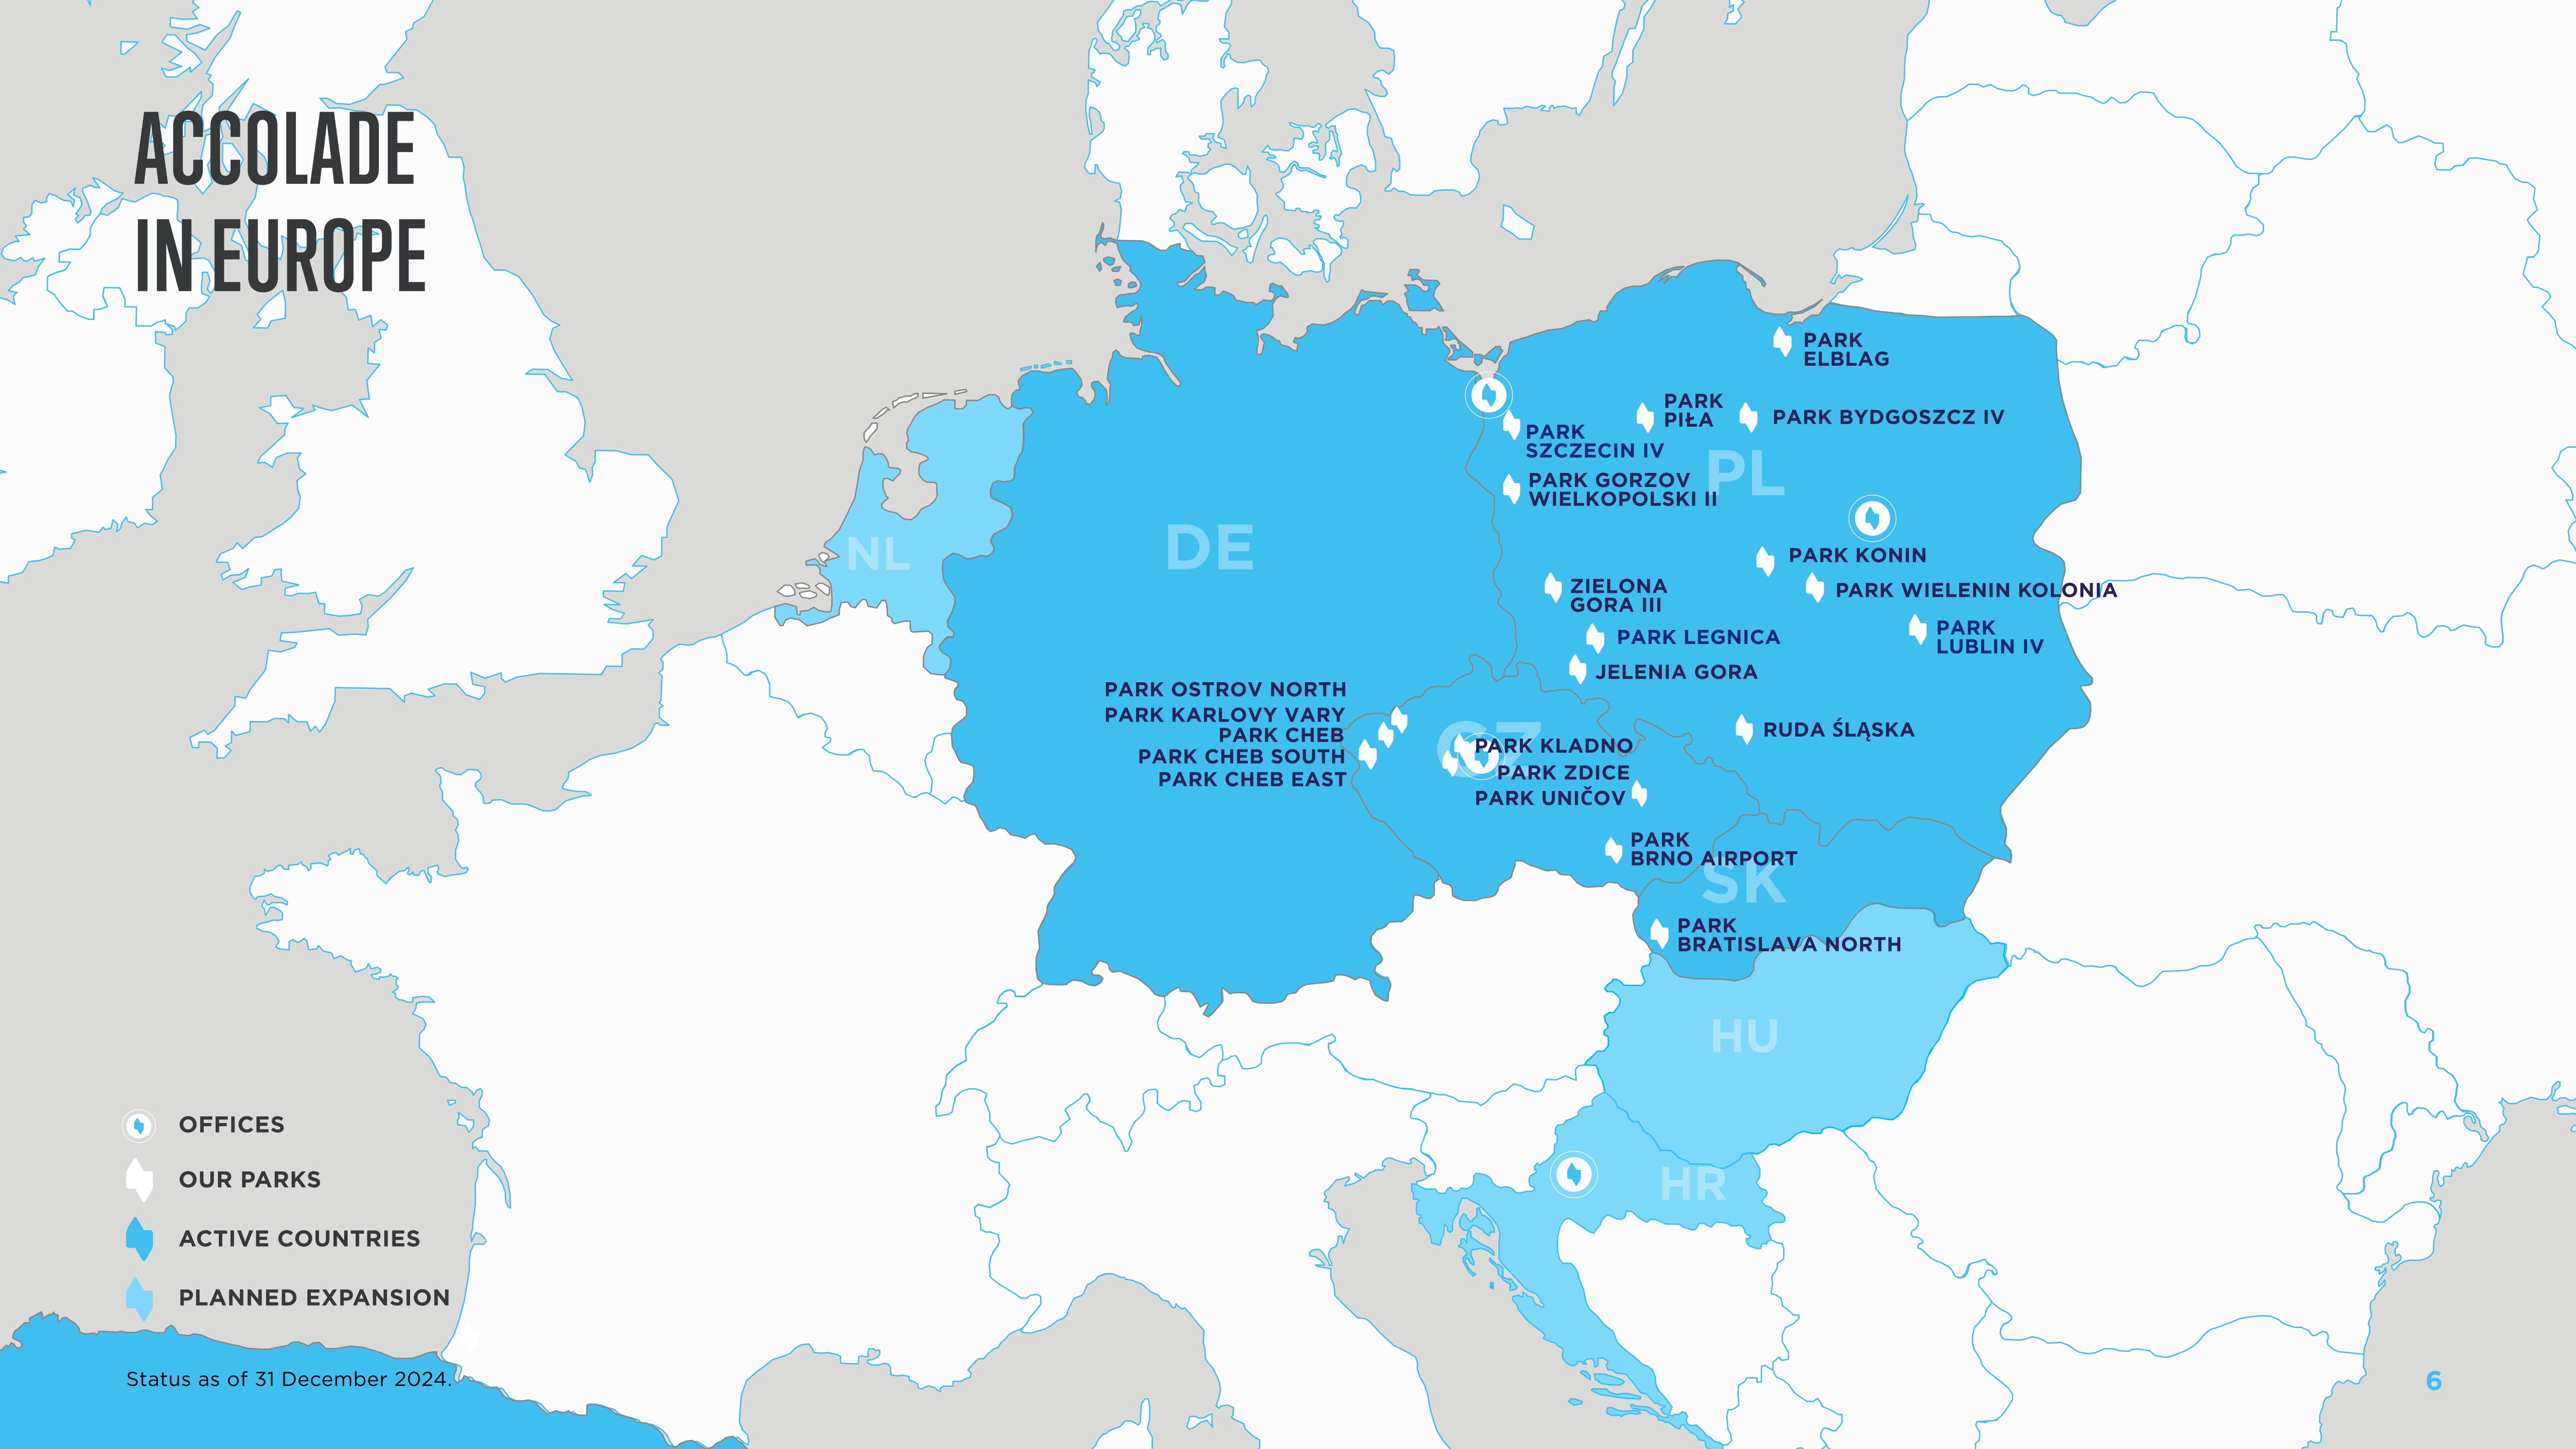 ACCOLADE
IN EUROPE
PARK
ELBLAG
PARK
PIŁA
PARK BYDGOSZCZ IV
PARK
SZCZECIN IV
PL
PARK GORZOV
WIELKOPOLSKI II
DE
NL
PARK KONIN
ZIELONA
GORA III
PARK WIELENIN KOLONIA
PARK
LUBLIN IV
PARK LEGNICA
JELENIA GORA
PARK OSTROV NORTH
PARK KARLOVY VARY
PARK CHEB
PARK CHEB SOUTH
PARK CHEB EAST
RUDA ŚLĄSKA
CZ
PARK KLADNO
PARK ZDICE
PARK UNIČOV
PARK
BRNO AIRPORT
SK
PARK
BRATISLAVA NORTH
HU
HR
OFFICES
OUR PARKS
ACTIVE COUNTRIES
PLANNED EXPANSION
Status as of 31 December 2024.
6